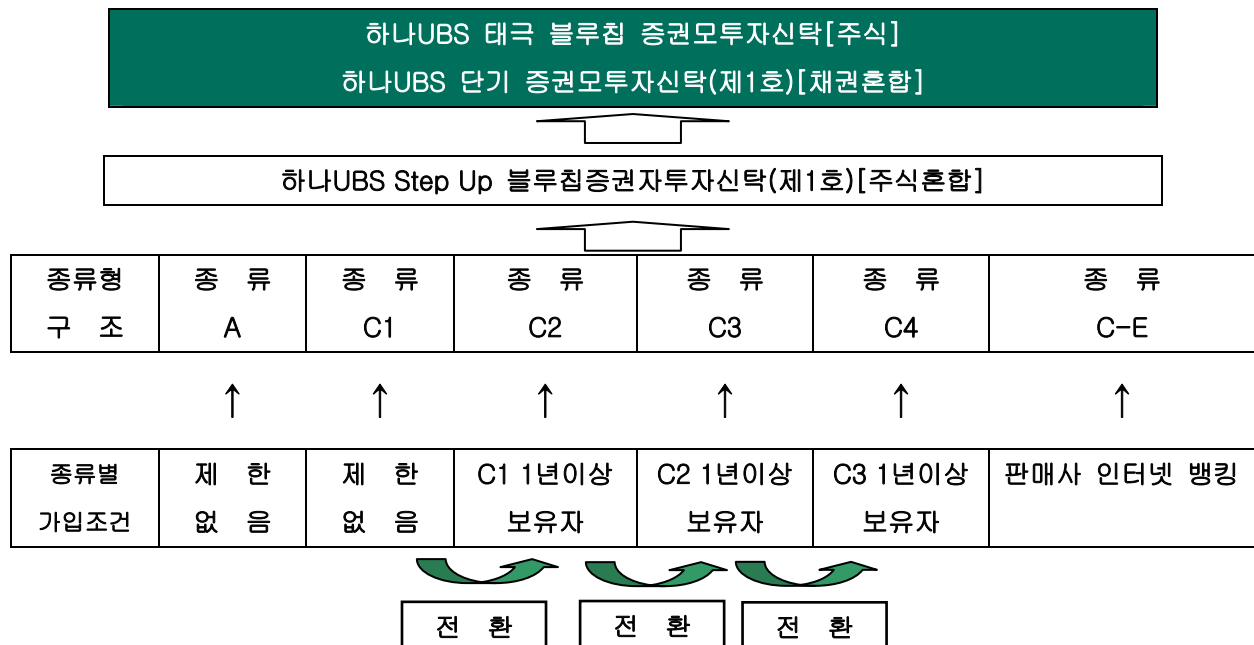 하나UBS 태극 블루칩 증권모투자신탁[주식]
하나UBS 단기 증권모투자신탁(제1호)[채권혼합]
하나UBS Step Up 블루칩증권자투자신탁(제1호)[주식혼합]
종류형 종 류 종 류 종 류 종 류 종 류 종 류
구 조 A C1 C2 C3 C4 C-E
↑ ↑ ↑ ↑ ↑ ↑
종류별 제 한 제 한 C1 1년이상 C2 1년이상 C3 1년이상 판매사 인터넷 뱅킹
가입조건 없 음 없 음 보유자 보유자 보유자
전 환 전 환 전 환